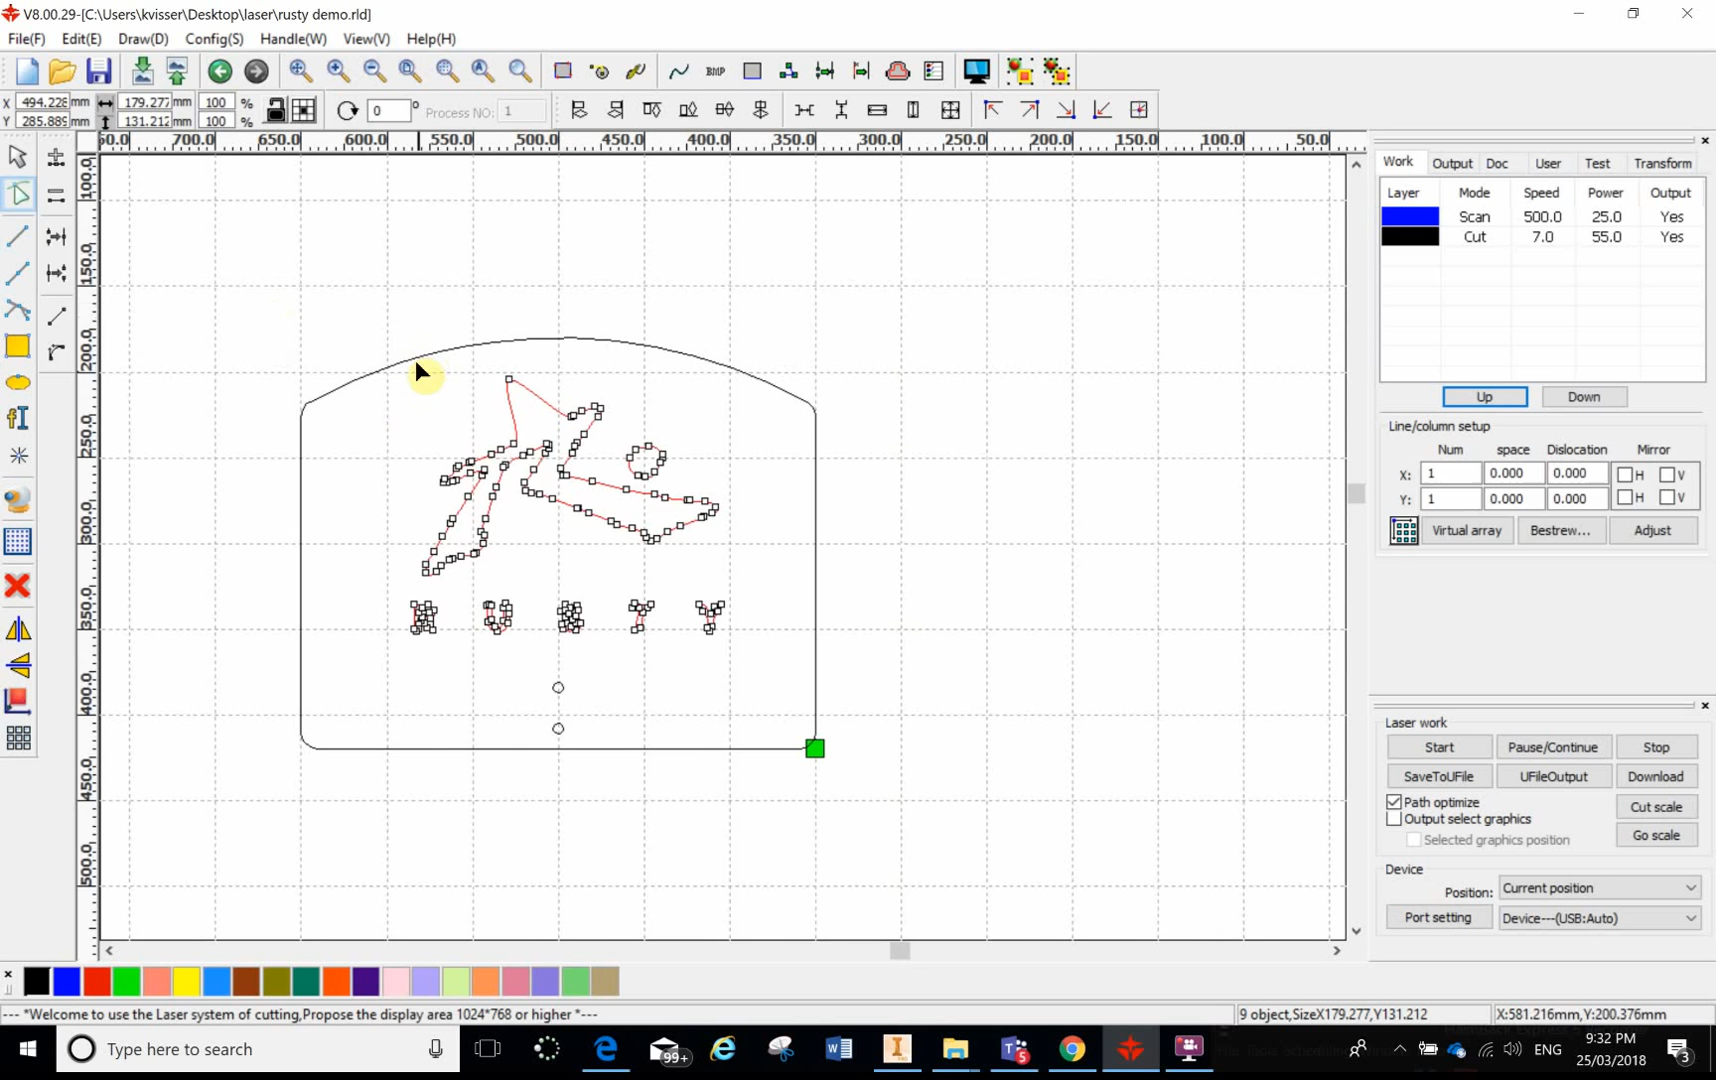 V8.00.29-[C:\Users\kvisser\Desktop\laser\rusty demo.rld]
File(F) Edit(E) Draw(D) Config(S) Handle(W) View(V) Help(H)
BMP
X 494.228 mm 179.277 mm 100 % 0 ° Process NO: 1
Y 285.889 mm 131.212 mm 100 %
700.0 650.0 600.0 550.0 500.0 450.0 400.0 350.0 300.0 250.0 200.0 150.0 100.0 50.0
100.0
150.0
200.0
250.0
300.0
350.0
400.0
450.0
500.0
R U S T Y
Work Output Doc User Test Transform
Layer Mode Speed Power Output
Scan 500.0 25.0 Yes
Cut 7.0 55.0 Yes
Up Down
Line/column setup
Num space Dislocation Mirror
X: 1 0.000 0.000 H V
Y: 1 0.000 0.000 H V
Virtual array Bestrew... Adjust
Laser work
Start Pause/Continue Stop
SaveToUFile UFileOutput Download
Path optimize Cut scale
Output select graphics
Selected graphics position Go scale
Device
Position: Current position
Port setting Device---(USB:Auto)
--- *Welcome to use the Laser system of cutting,Propose the display area 1024*768 or higher *---
9 object,SizeX179.277,Y131.212 X:581.216mm,Y:200.376mm
Type here to search
99+
5
ENG
9:32 PM
25/03/2018
3